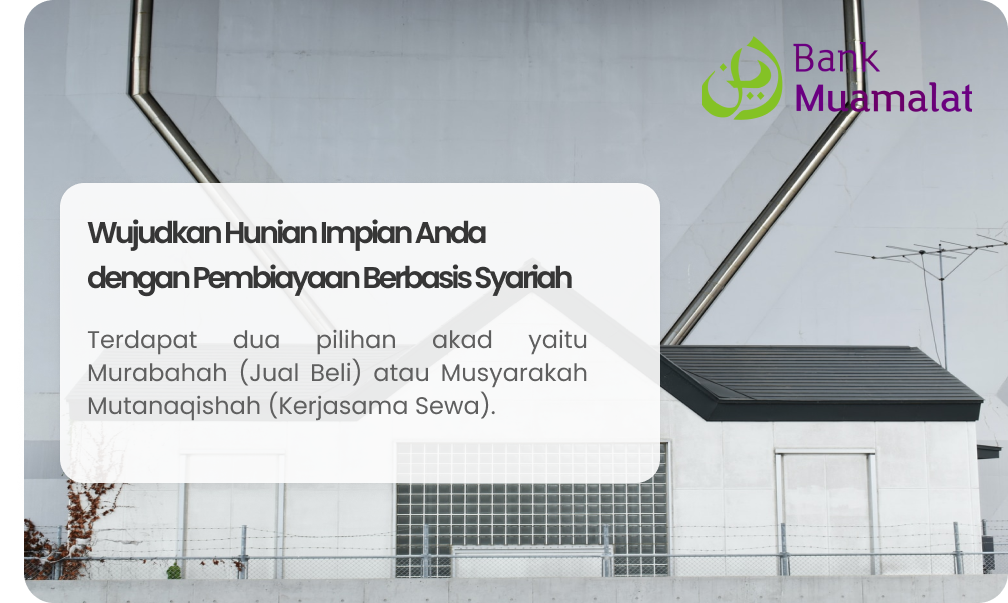 Bank
Muamalat
Wujudkan Hunian Impian Anda
dengan Pembiayaan Berbasis Syariah
Terdapat dua pilihan akad yaitu
Murabahah (Jual Beli) atau Musyarakah
Mutanaqishah (Kerjasama Sewa).